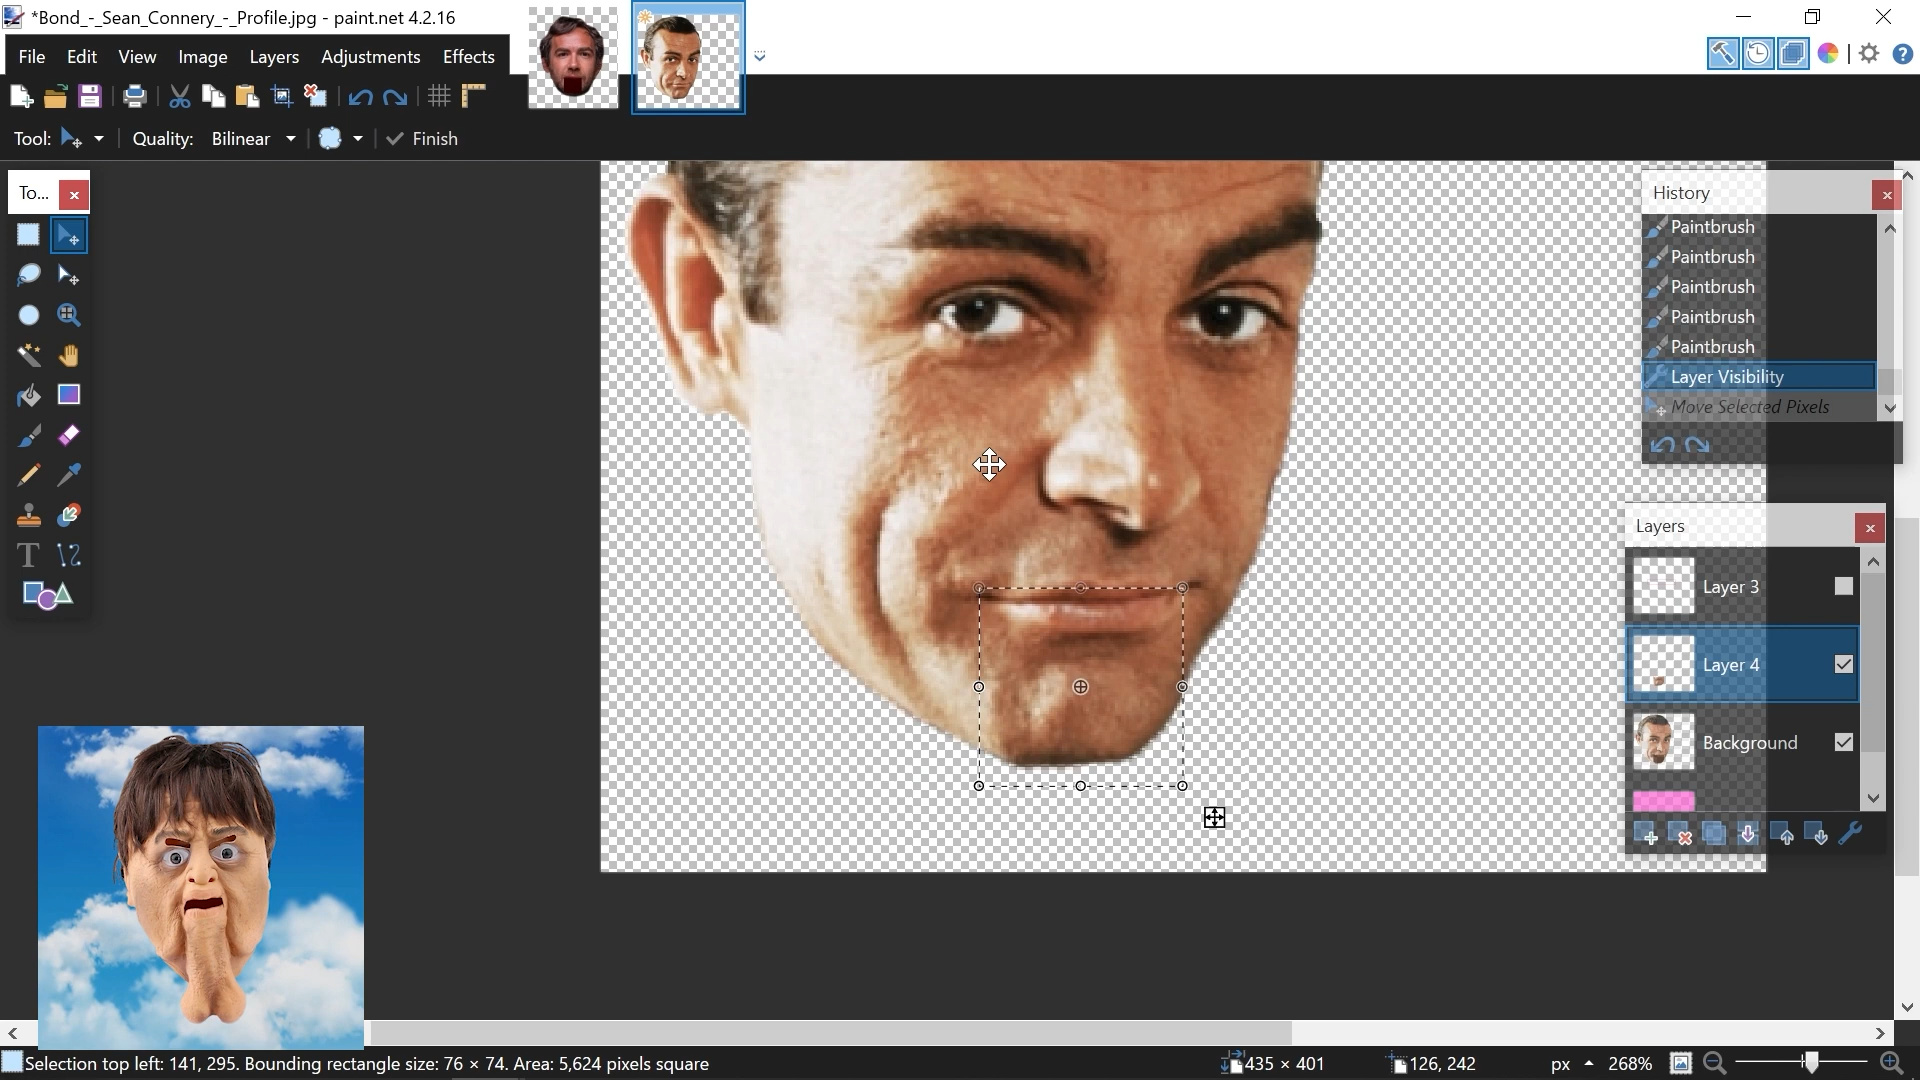 *Bond_-_Sean_Connery_-_Profile.jpg - paint.net 4.2.16
File Edit View Image Layers Adjustments Effects
Tool: Quality: Bilinear Finish
To...
History
Paintbrush
Paintbrush
Paintbrush
Paintbrush
Paintbrush
Layer Visibility
Move Selected Pixels
Layers
Layer 3
Layer 4
Background
Selection top left: 141, 295. Bounding rectangle size: 76 × 74. Area: 5,624 pixels square 435 × 401 126, 242 px 268%